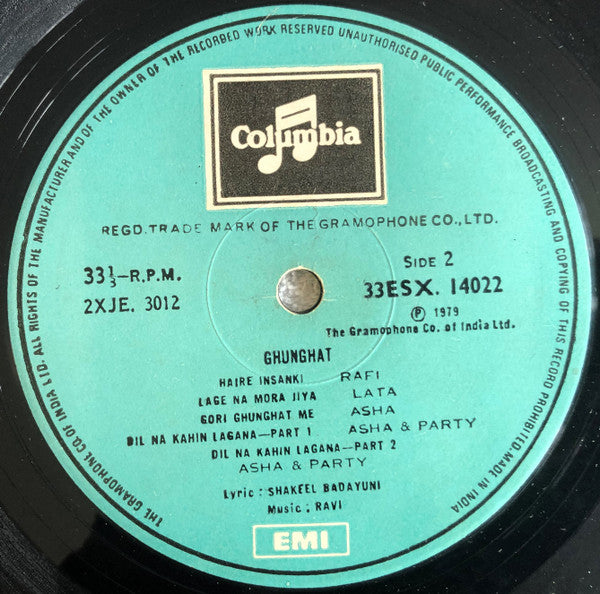 THE GRAMOPHONE CO. OF INDIA LTD. ALL RIGHTS OF THE MANUFACTURER AND OF THE OWNER OF THE RECORDED WORK RESERVED UNAUTHORISED PUBLIC PERFORMANCE BROADCASTING AND COPYING OF THIS RECORD PROHIBITED. MADE IN INDIA
Columbia
REGD. TRADE MARK OF THE GRAMOPHONE CO., LTD.
33⅓-R.P.M.
2XJE. 3012
SIDE 2
33ESX. 14022
Ⓟ 1979
The Gramophone Co. of India Ltd.
GHUNGHAT
HAIRE INSANKI RAFI
LAGE NA MORA JIYA LATA
GORI GHUNGHAT ME ASHA
DIL NA KAHIN LAGANA—PART 1 ASHA & PARTY
DIL NA KAHIN LAGANA—PART 2
ASHA & PARTY
Lyric : SHAKEEL BADAYUNI
Music : RAVI
EMI